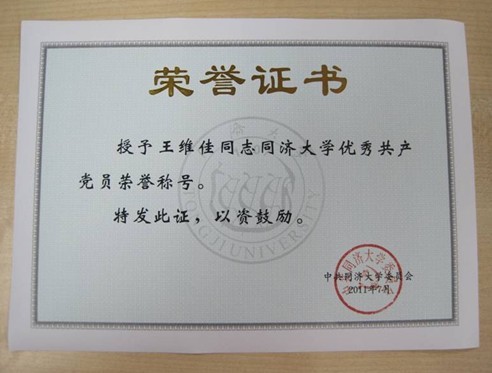 荣誉证书
授予王维佳同志同济大学优秀共产
党员荣誉称号。
特发此证，以资鼓励。
TONGJI UNIVERSITY
中共同济大学委员会
2011年7月